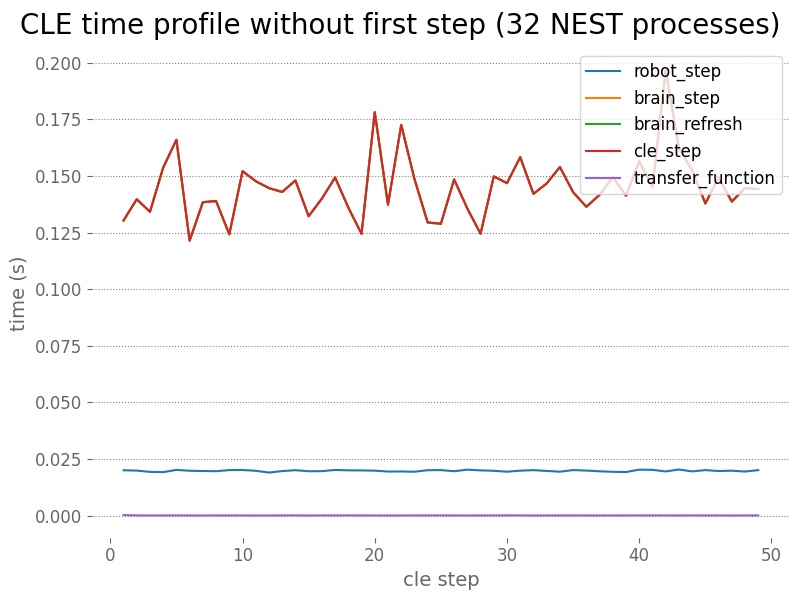 CLE time profile without first step (32 NEST processes)
robot_step
brain_step
brain_refresh
cle_step
transfer_function
0.200
0.175
0.150
0.125
0.100
0.075
0.050
0.025
0.000
time (s)
0 10 20 30 40 50
cle step